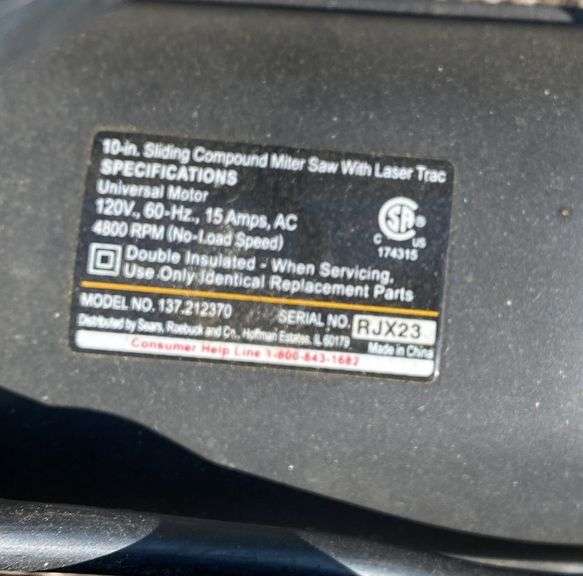 10-in. Sliding Compound Miter Saw With Laser Trac
SPECIFICATIONS
Universal Motor
120V., 60-Hz., 15 Amps, AC
4800 RPM (No-Load Speed)
SA ®
C US
174315
Double Insulated - When Servicing,
Use Only Identical Replacement Parts
MODEL NO. 137.212370 SERIAL NO. RJX23
Distributed by Sears, Roebuck and Co., Hoffman Estates, IL 60179 Made in China
Consumer Help Line 1-800-843-1682